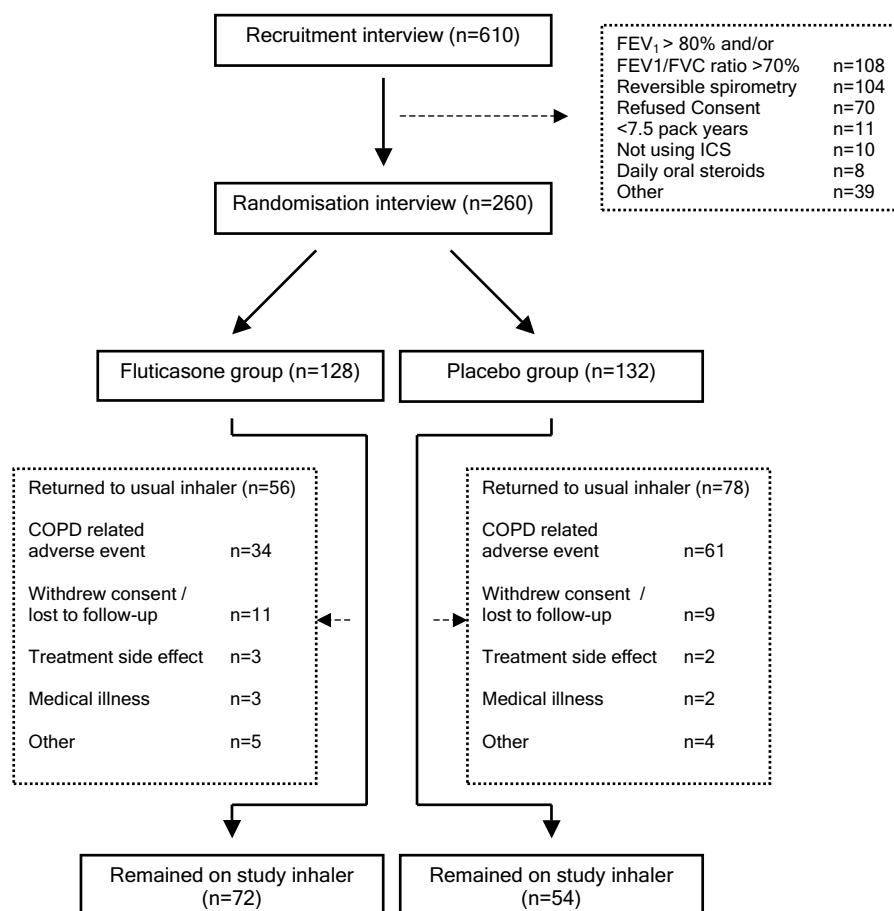 Recruitment interview (n=610)
FEV₁ > 80% and/or
FEV1/FVC ratio >70% n=108
Reversible spirometry n=104
Refused Consent n=70
<7.5 pack years n=11
Not using ICS n=10
Daily oral steroids n=8
Other n=39
Randomisation interview (n=260)
Fluticasone group (n=128)
Placebo group (n=132)
Returned to usual inhaler (n=56)
COPD related
adverse event n=34
Withdrew consent /
lost to follow-up n=11
Treatment side effect n=3
Medical illness n=3
Other n=5
Returned to usual inhaler (n=78)
COPD related
adverse event n=61
Withdrew consent /
lost to follow-up n=9
Treatment side effect n=2
Medical illness n=2
Other n=4
Remained on study inhaler
(n=72)
Remained on study inhaler
(n=54)